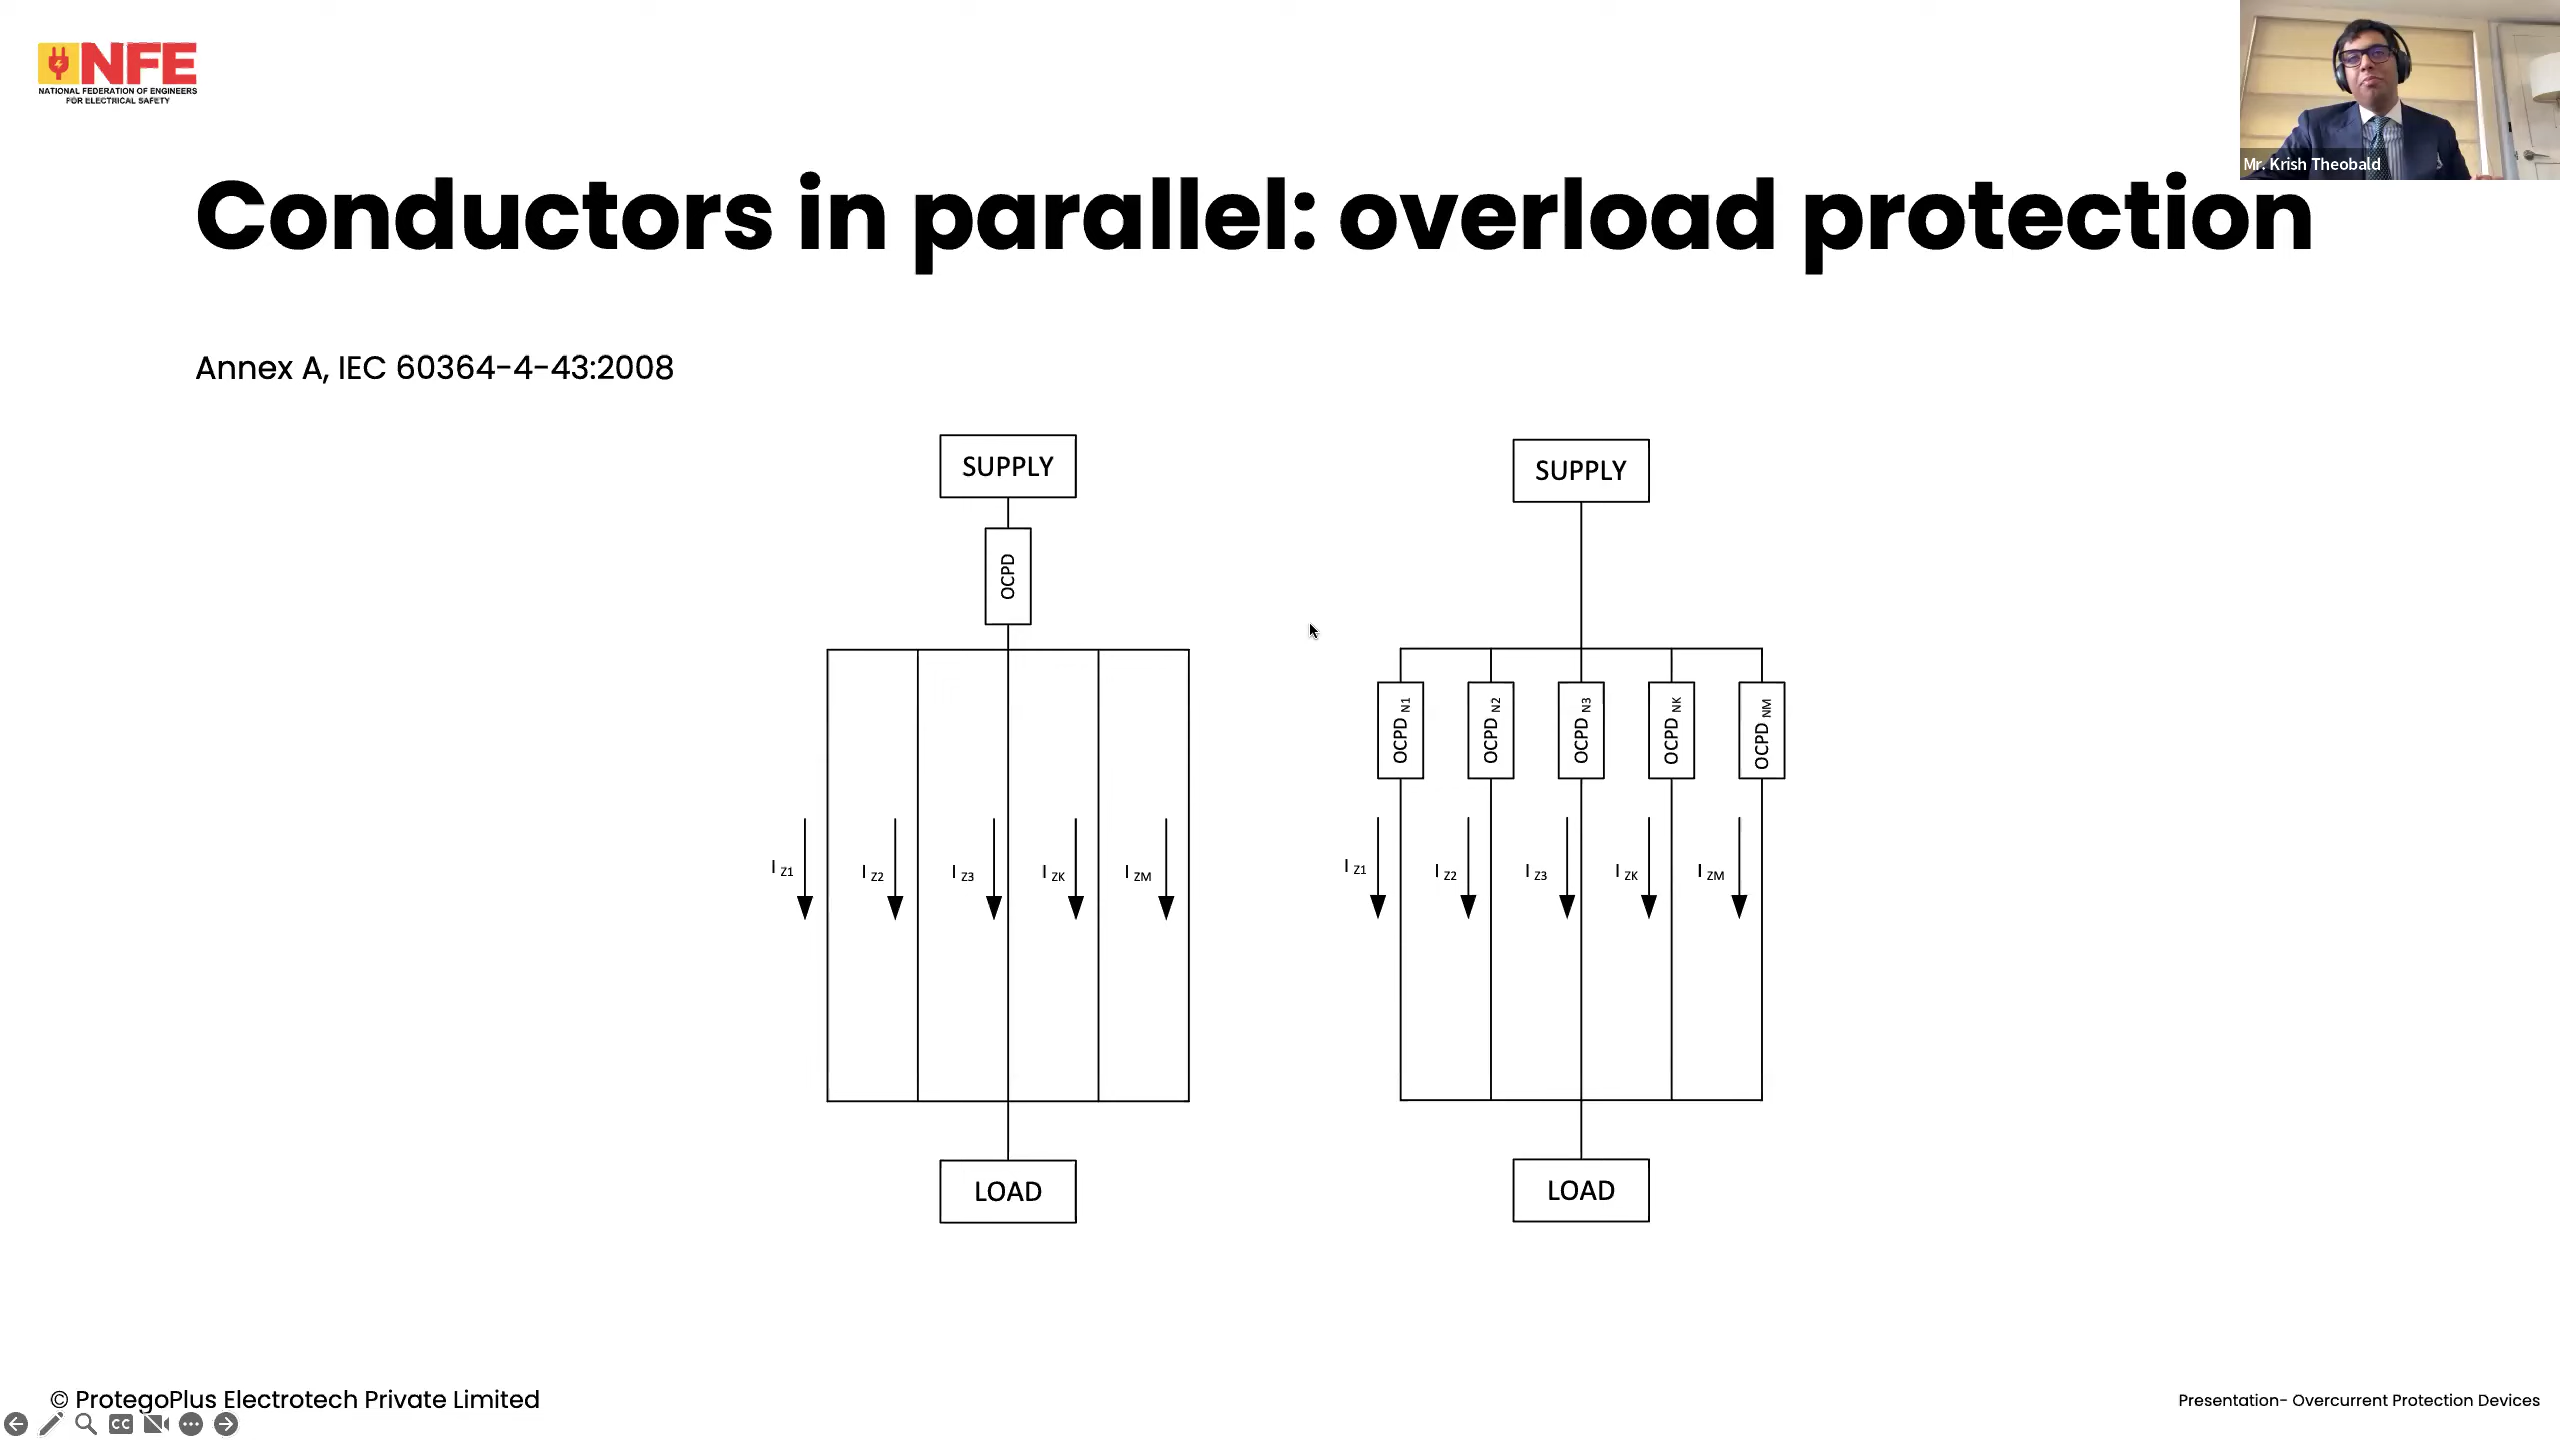 NFE
NATIONAL FEDERATION OF ENGINEERS
FOR ELECTRICAL SAFETY
Mr. Krish Theobald
Conductors in parallel: overload protection
Annex A, IEC 60364-4-43:2008
SUPPLY
OCPD
I Z1
I Z2
I Z3
I ZK
I ZM
LOAD
SUPPLY
OCPD N1
OCPD N2
OCPD N3
OCPD NK
OCPD NM
I Z1
I Z2
I Z3
I ZK
I ZM
LOAD
© ProtegoPlus Electrotech Private Limited
CC
Presentation- Overcurrent Protection Devices